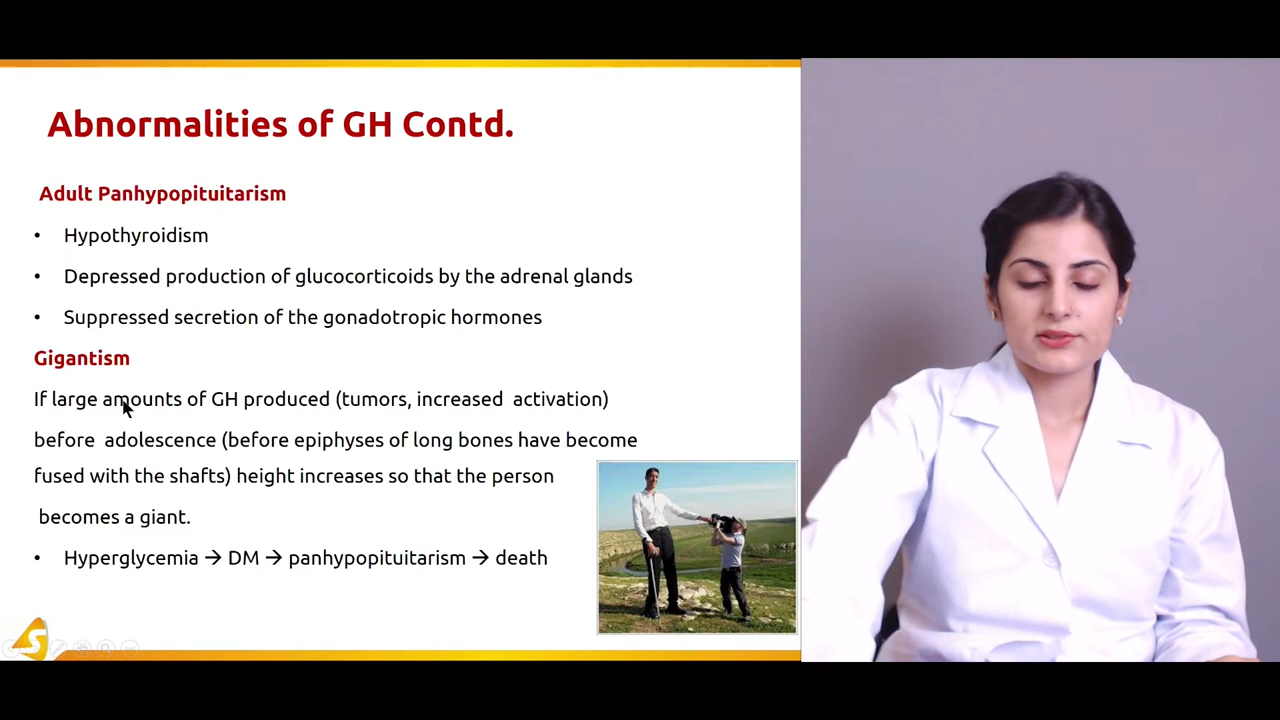 Abnormalities of GH Contd.
Adult Panhypopituitarism
• Hypothyroidism
• Depressed production of glucocorticoids by the adrenal glands
• Suppressed secretion of the gonadotropic hormones
Gigantism
If large amounts of GH produced (tumors, increased activation)
before adolescence (before epiphyses of long bones have become
fused with the shafts) height increases so that the person
becomes a giant.
• Hyperglycemia → DM → panhypopituitarism → death
S